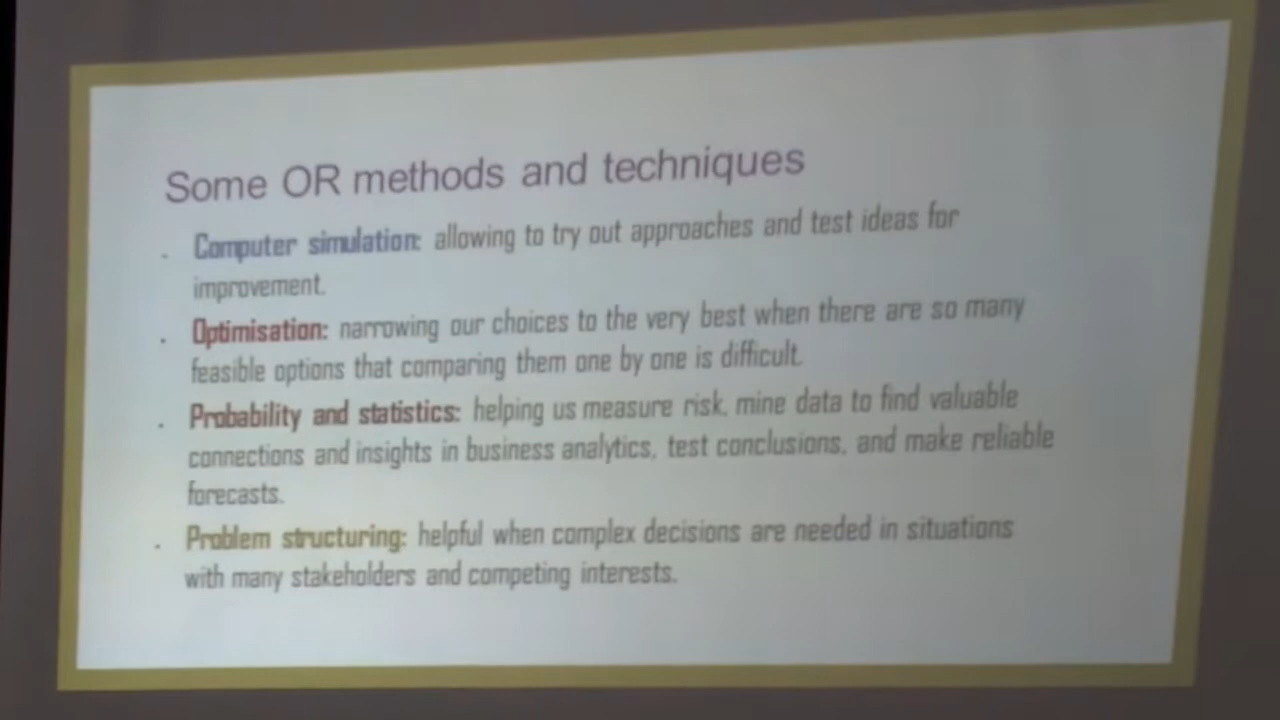 Some OR methods and techniques
. Computer simulation: allowing to try out approaches and test ideas for
improvement.
. Optimisation: narrowing our choices to the very best when there are so many
feasible options that comparing them one by one is difficult.
. Probability and statistics: helping us measure risk, mine data to find valuable
connections and insights in business analytics, test conclusions, and make reliable
forecasts.
. Problem structuring: helpful when complex decisions are needed in situations
with many stakeholders and competing interests.